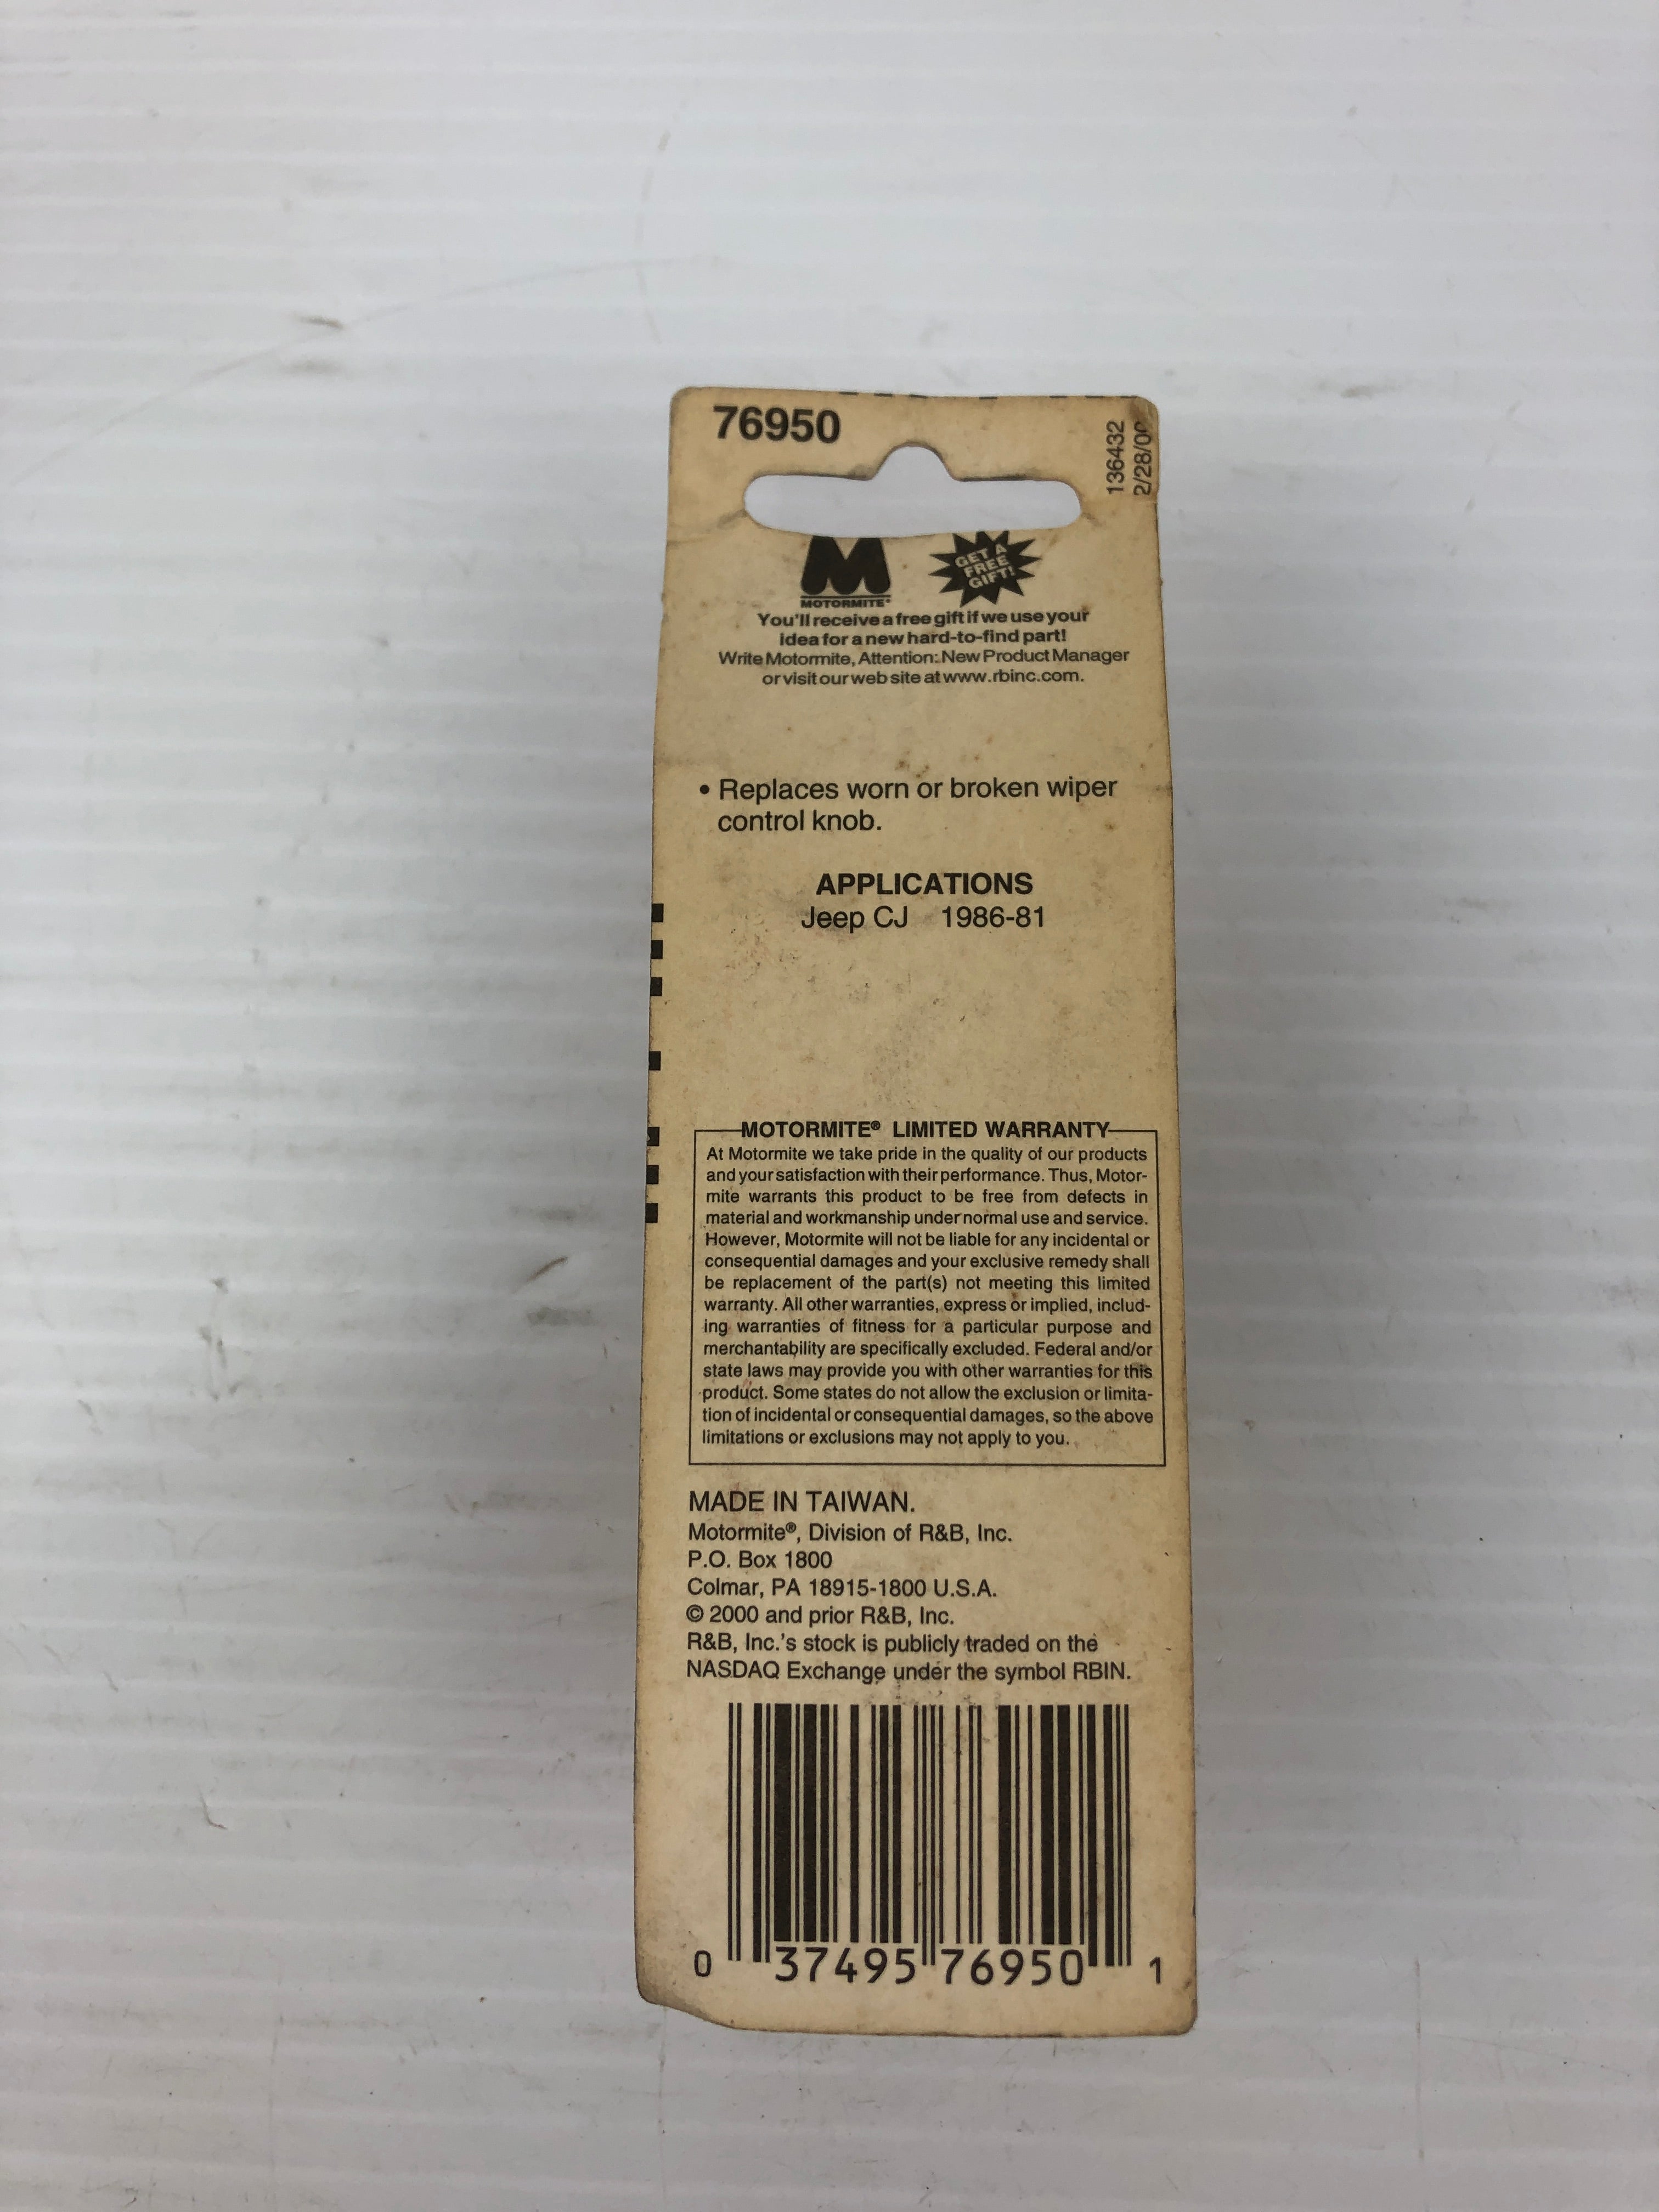 76950
136432
2/28/00
M
MOTORMITE®
GET A
FREE
GIFT!
You'll receive a free gift if we use your
idea for a new hard-to-find part!
Write Motormite, Attention: New Product Manager
or visit our web site at www.rbinc.com.
• Replaces worn or broken wiper
control knob.
APPLICATIONS
Jeep CJ 1986-81
MOTORMITE® LIMITED WARRANTY
At Motormite we take pride in the quality of our products
and your satisfaction with their performance. Thus, Motor-
mite warrants this product to be free from defects in
material and workmanship under normal use and service.
However, Motormite will not be liable for any incidental or
consequential damages and your exclusive remedy shall
be replacement of the part(s) not meeting this limited
warranty. All other warranties, express or implied, includ-
ing warranties of fitness for a particular purpose and
merchantability are specifically excluded. Federal and/or
state laws may provide you with other warranties for this
product. Some states do not allow the exclusion or limita-
tion of incidental or consequential damages, so the above
limitations or exclusions may not apply to you.
MADE IN TAIWAN.
Motormite®, Division of R&B, Inc.
P.O. Box 1800
Colmar, PA 18915-1800 U.S.A.
© 2000 and prior R&B, Inc.
R&B, Inc.'s stock is publicly traded on the
NASDAQ Exchange under the symbol RBIN.
0 37495 76950 1